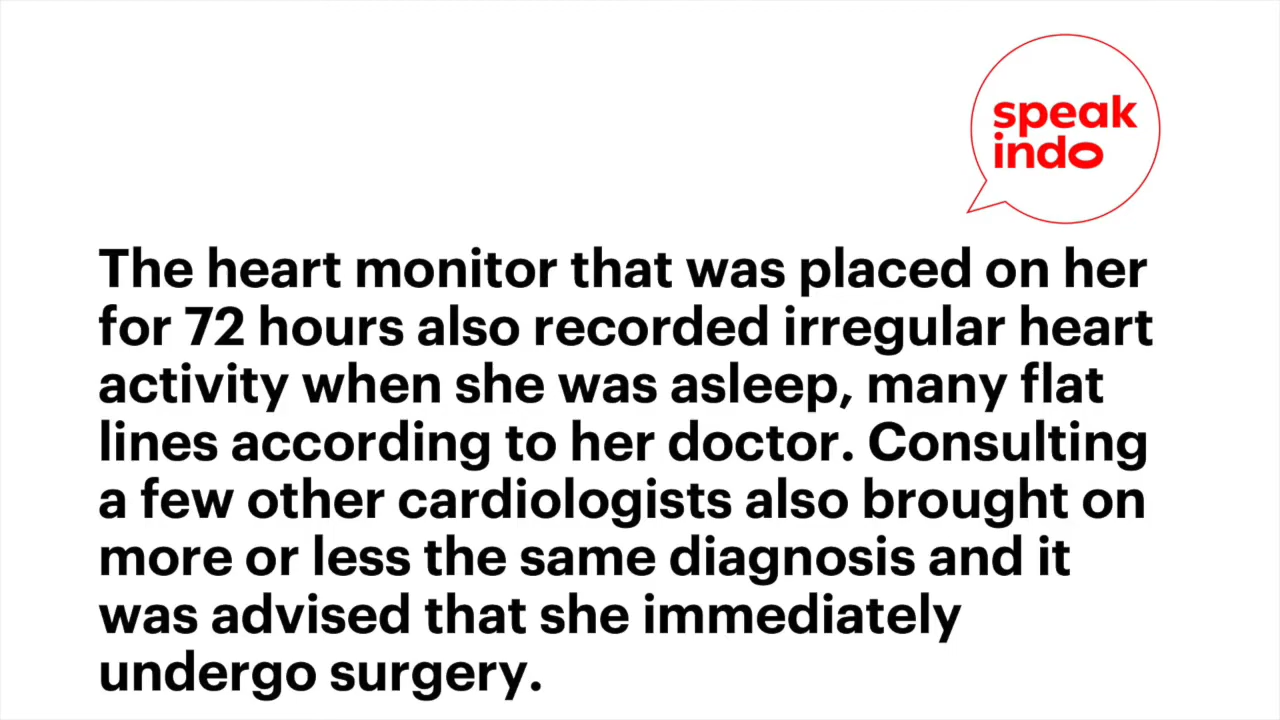 speak
indo
The heart monitor that was placed on her
for 72 hours also recorded irregular heart
activity when she was asleep, many flat
lines according to her doctor. Consulting
a few other cardiologists also brought on
more or less the same diagnosis and it
was advised that she immediately
undergo surgery.